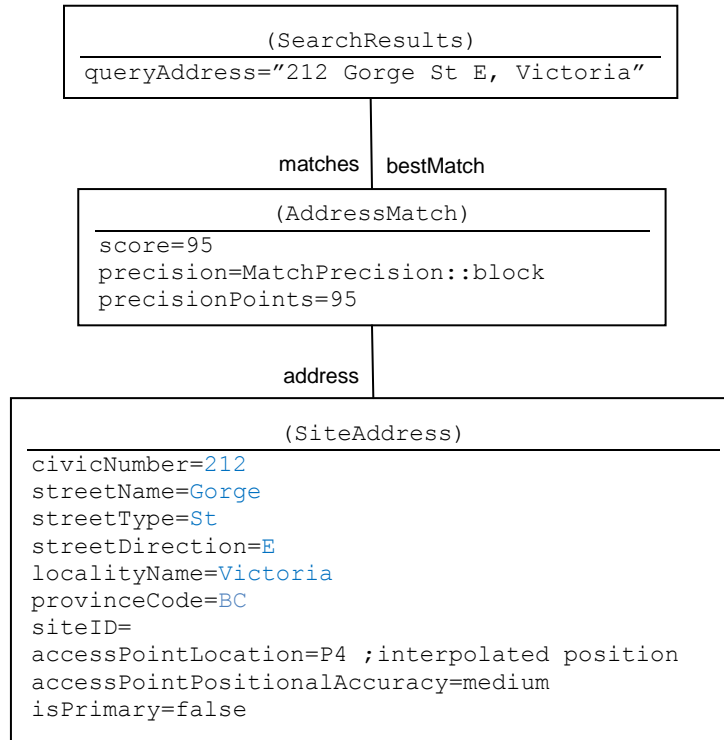 (SearchResults)
queryAddress=”212 Gorge St E, Victoria”
matches
bestMatch
(AddressMatch)
score=95
precision=MatchPrecision::block
precisionPoints=95
address
(SiteAddress)
civicNumber=212
streetName=Gorge
streetType=St
streetDirection=E
localityName=Victoria
provinceCode=BC
siteID=
accessPointLocation=P4 ;interpolated position
accessPointPositionalAccuracy=medium
isPrimary=false